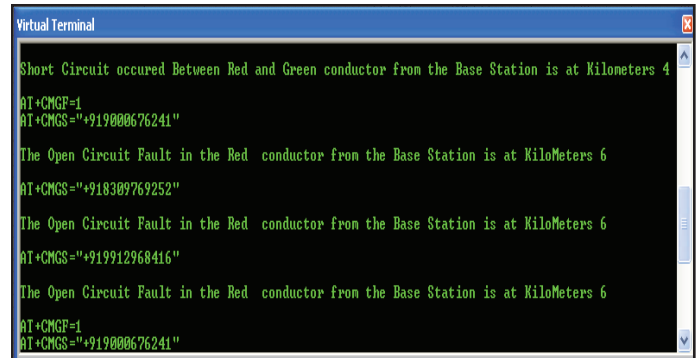 Virtual Terminal
Short Circuit occured Between Red and Green conductor from the Base Station is at Kilometers 4
AT+CMGF=1
AT+CMGS="+919000676241"
The Open Circuit Fault in the Red  conductor from the Base Station is at KiloMeters 6
AT+CMGS="+918309769252"
The Open Circuit Fault in the Red  conductor from the Base Station is at KiloMeters 6
AT+CMGS="+919912968416"
The Open Circuit Fault in the Red  conductor from the Base Station is at KiloMeters 6
AT+CMGF=1
AT+CMGS="+919000676241"